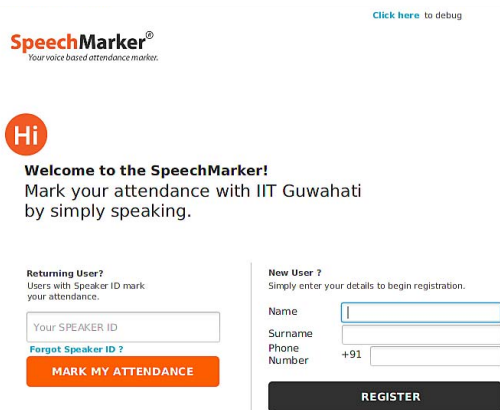 Click here to debug
SpeechMarker®
Your voice based attendance marker.
Hi
Welcome to the SpeechMarker!
Mark your attendance with IIT Guwahati
by simply speaking.
Returning User?
Users with Speaker ID mark
your attendance.
Your SPEAKER ID
Forgot Speaker ID ?
MARK MY ATTENDANCE
New User ?
Simply enter your details to begin registration.
Name
Surname
Phone
Number
+91
REGISTER